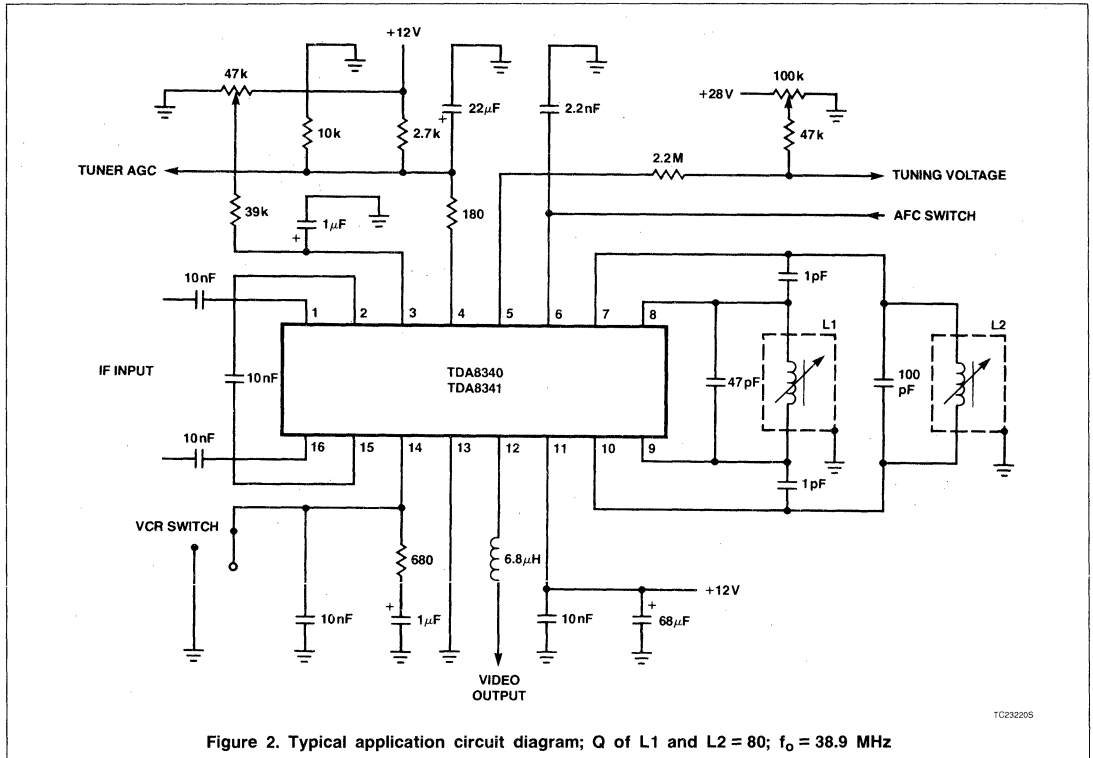 +12V
47k
100k
+28V
22µF
2.2nF
10k
2.7k
47k
2.2M
TUNER AGC
TUNING VOLTAGE
39k
1µF
+
180
AFC SWITCH
+
10nF
1pF
1 2 3 4 5 6 7 8
L1
L2
IF INPUT
10nF
TDA8340
TDA8341
47pF
100
pF
10nF
16 15 14 13 12 11 10 9
1pF
VCR SWITCH
680
6.8µH
+12V
10nF
+
1µF
10nF
+
68µF
VIDEO
OUTPUT
TC23220S
Figure 2. Typical application circuit diagram; Q of L1 and L2 = 80; fo = 38.9 MHz